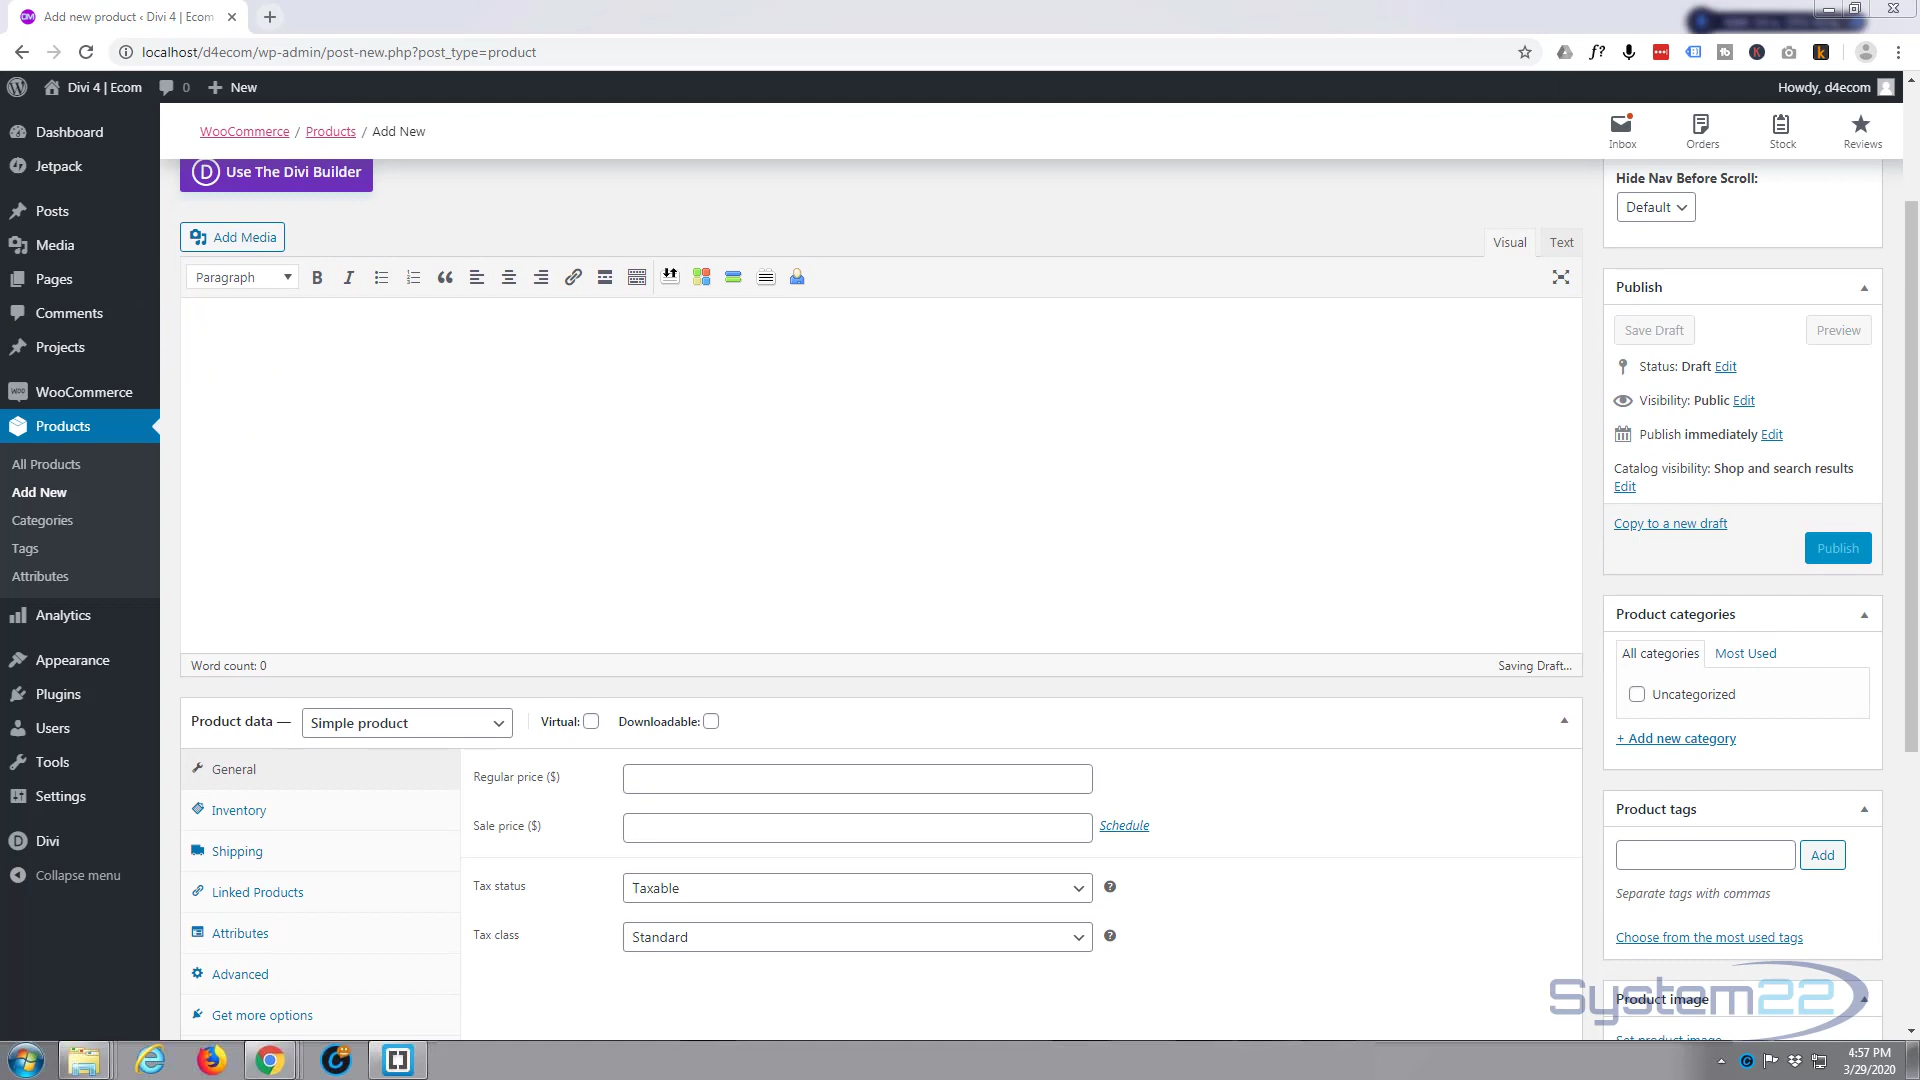 Add new product ‹ Divi 4 | Ecom
localhost/d4ecom/wp-admin/post-new.php?post_type=product
Divi 4 | Ecom 0 New Howdy, d4ecom
Dashboard
Jetpack
Posts
Media
Pages
Comments
Projects
WooCommerce
Products
All Products
Add New
Categories
Tags
Attributes
Analytics
Appearance
Plugins
Users
Tools
Settings
Divi
Collapse menu
WooCommerce / Products / Add New
Inbox Orders Stock Reviews
Use The Divi Builder
Add Media
Visual Text
Paragraph
Word count: 0 Saving Draft...
Product data — Simple product Virtual: Downloadable:
General
Inventory
Shipping
Linked Products
Attributes
Advanced
Get more options
Regular price ($)
Sale price ($) Schedule
Tax status Taxable
Tax class Standard
Hide Nav Before Scroll:
Default
Publish
Save Draft Preview
Status: Draft Edit
Visibility: Public Edit
Publish immediately Edit
Catalog visibility: Shop and search results
Edit
Copy to a new draft
Publish
Product categories
All categories Most Used
Uncategorized
+ Add new category
Product tags
Add
Separate tags with commas
Choose from the most used tags
Product image
Set product image
System22
4:57 PM
3/29/2020